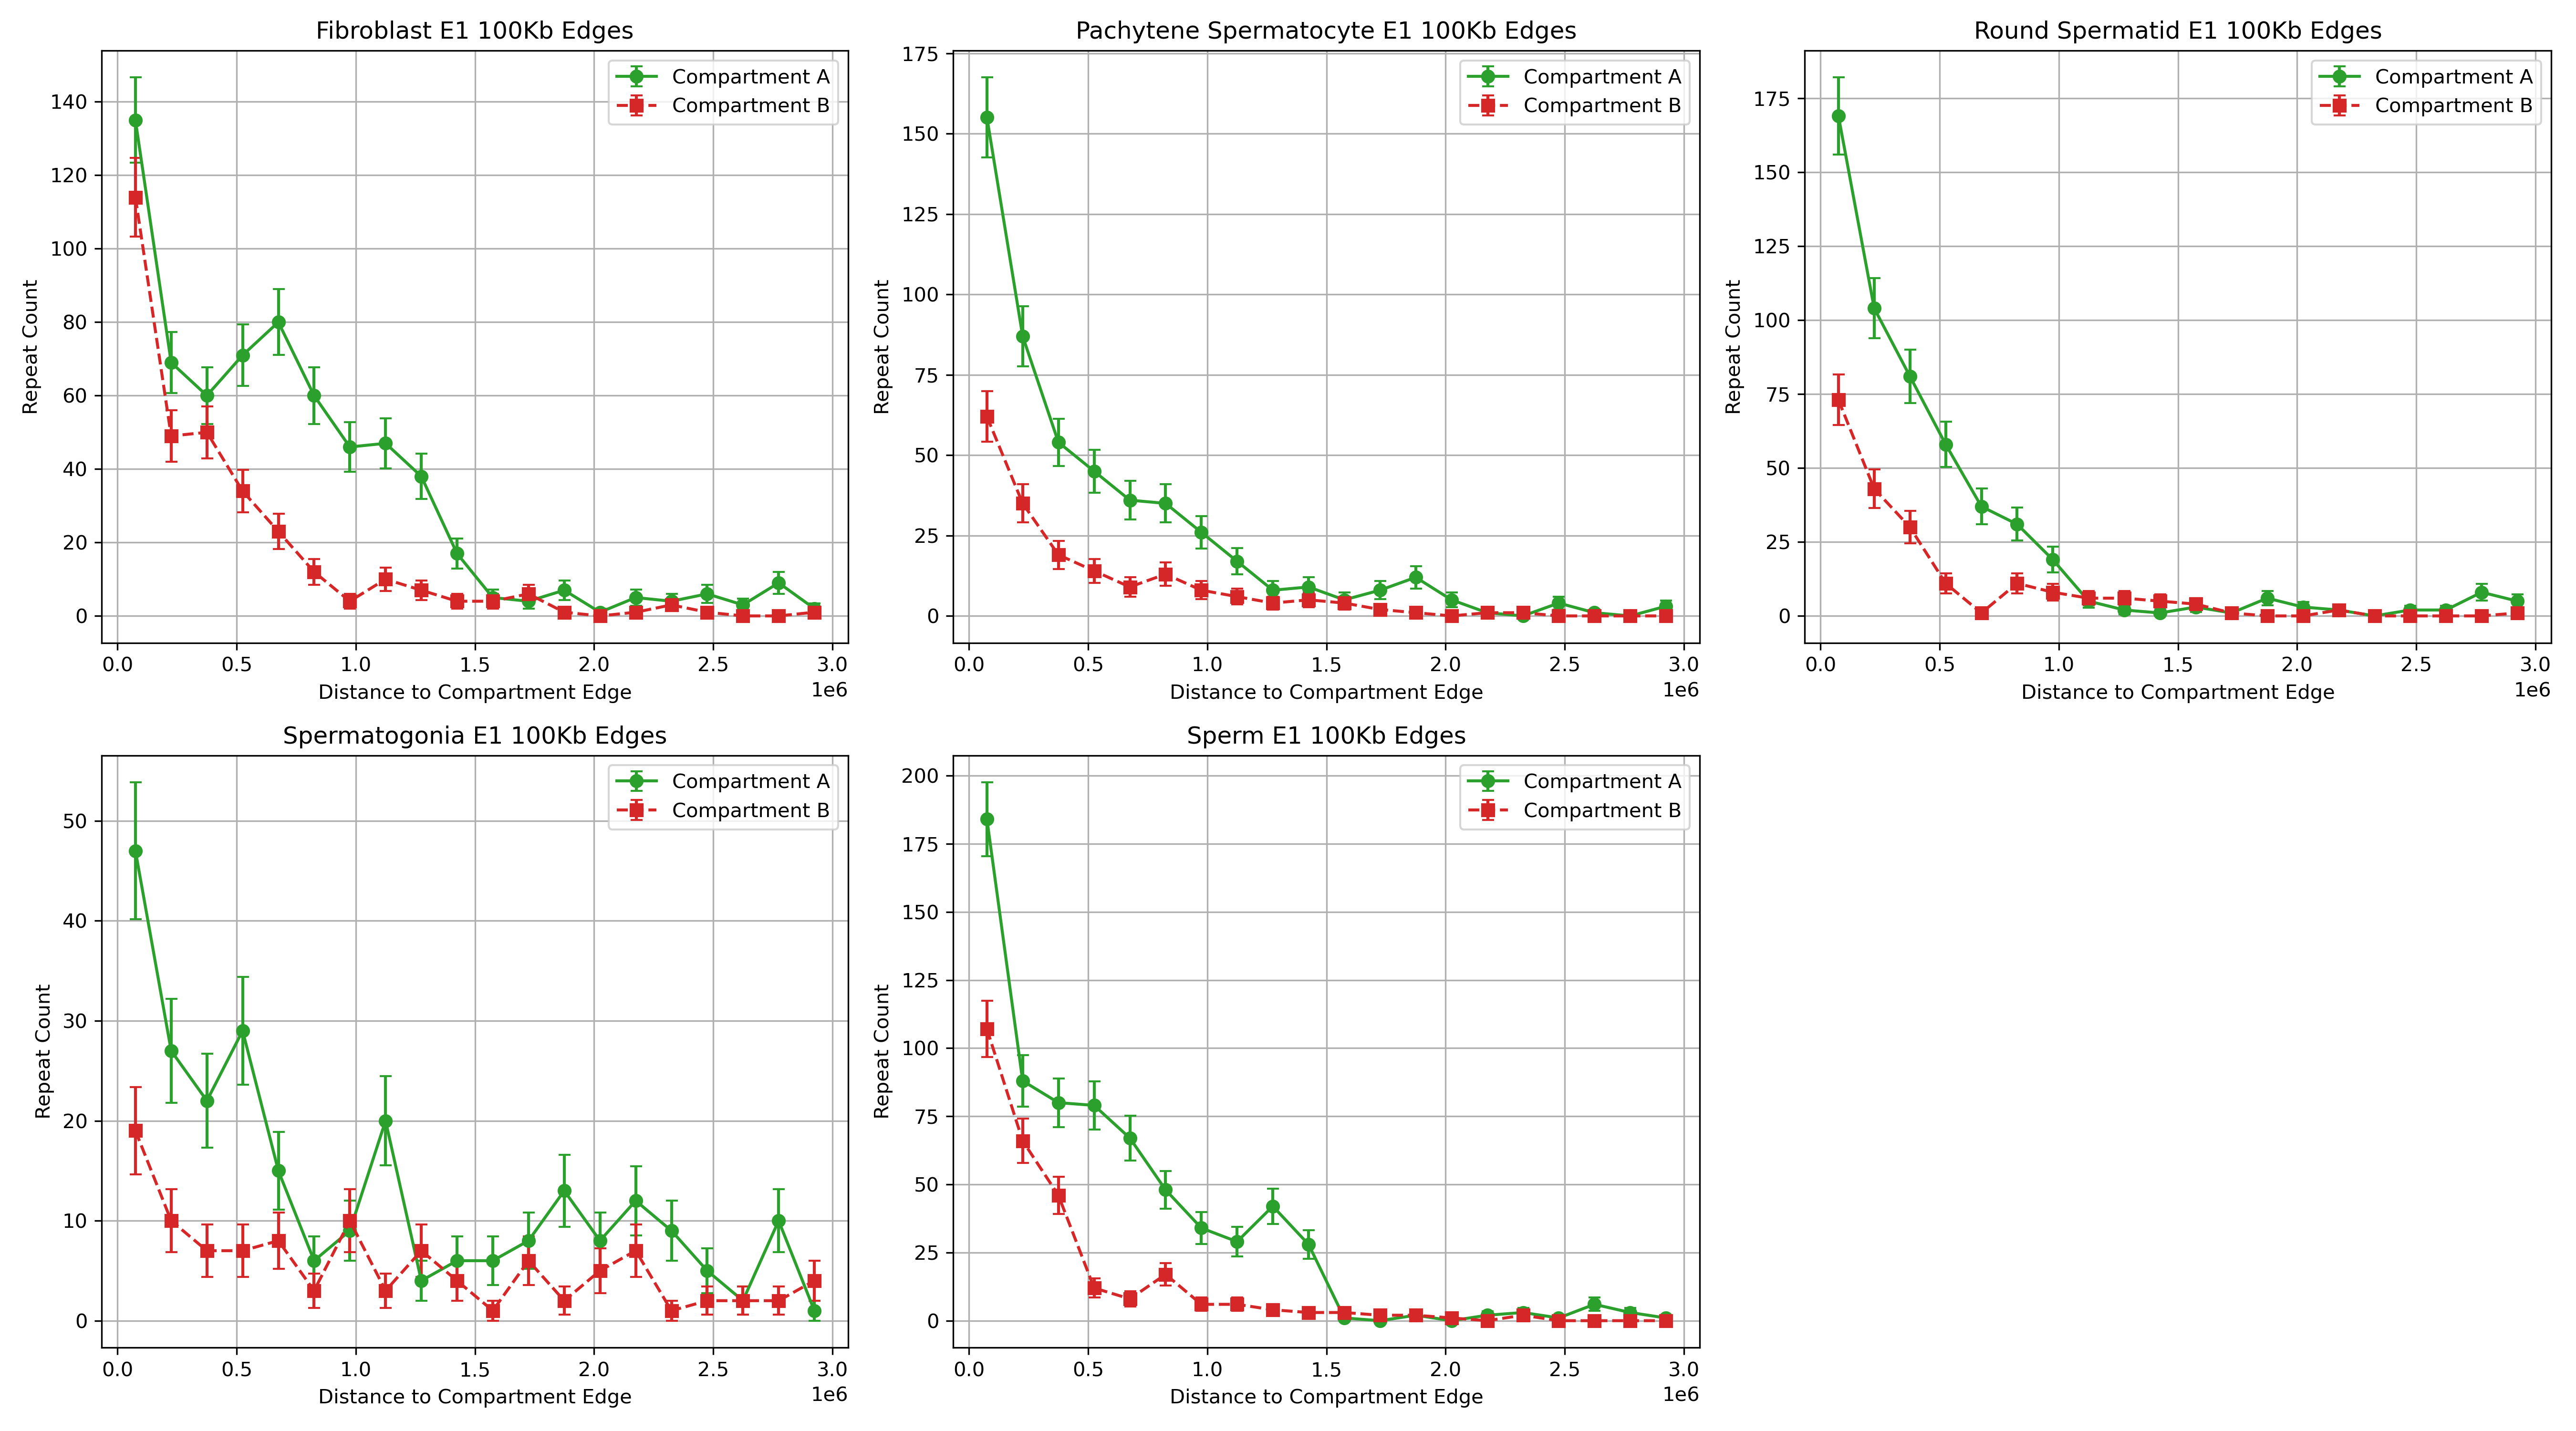 Fibroblast E1 100Kb Edges
Repeat Count
140
120
100
80
60
40
20
0
0.0 0.5 1.0 1.5 2.0 2.5 3.0
1e6
Distance to Compartment Edge
Compartment A
Compartment B
Pachytene Spermatocyte E1 100Kb Edges
Repeat Count
175
150
125
100
75
50
25
0
0.0 0.5 1.0 1.5 2.0 2.5 3.0
1e6
Distance to Compartment Edge
Compartment A
Compartment B
Round Spermatid E1 100Kb Edges
Repeat Count
175
150
125
100
75
50
25
0
0.0 0.5 1.0 1.5 2.0 2.5 3.0
1e6
Distance to Compartment Edge
Compartment A
Compartment B
Spermatogonia E1 100Kb Edges
Repeat Count
50
40
30
20
10
0
0.0 0.5 1.0 1.5 2.0 2.5 3.0
1e6
Distance to Compartment Edge
Compartment A
Compartment B
Sperm E1 100Kb Edges
Repeat Count
200
175
150
125
100
75
50
25
0
0.0 0.5 1.0 1.5 2.0 2.5 3.0
1e6
Distance to Compartment Edge
Compartment A
Compartment B